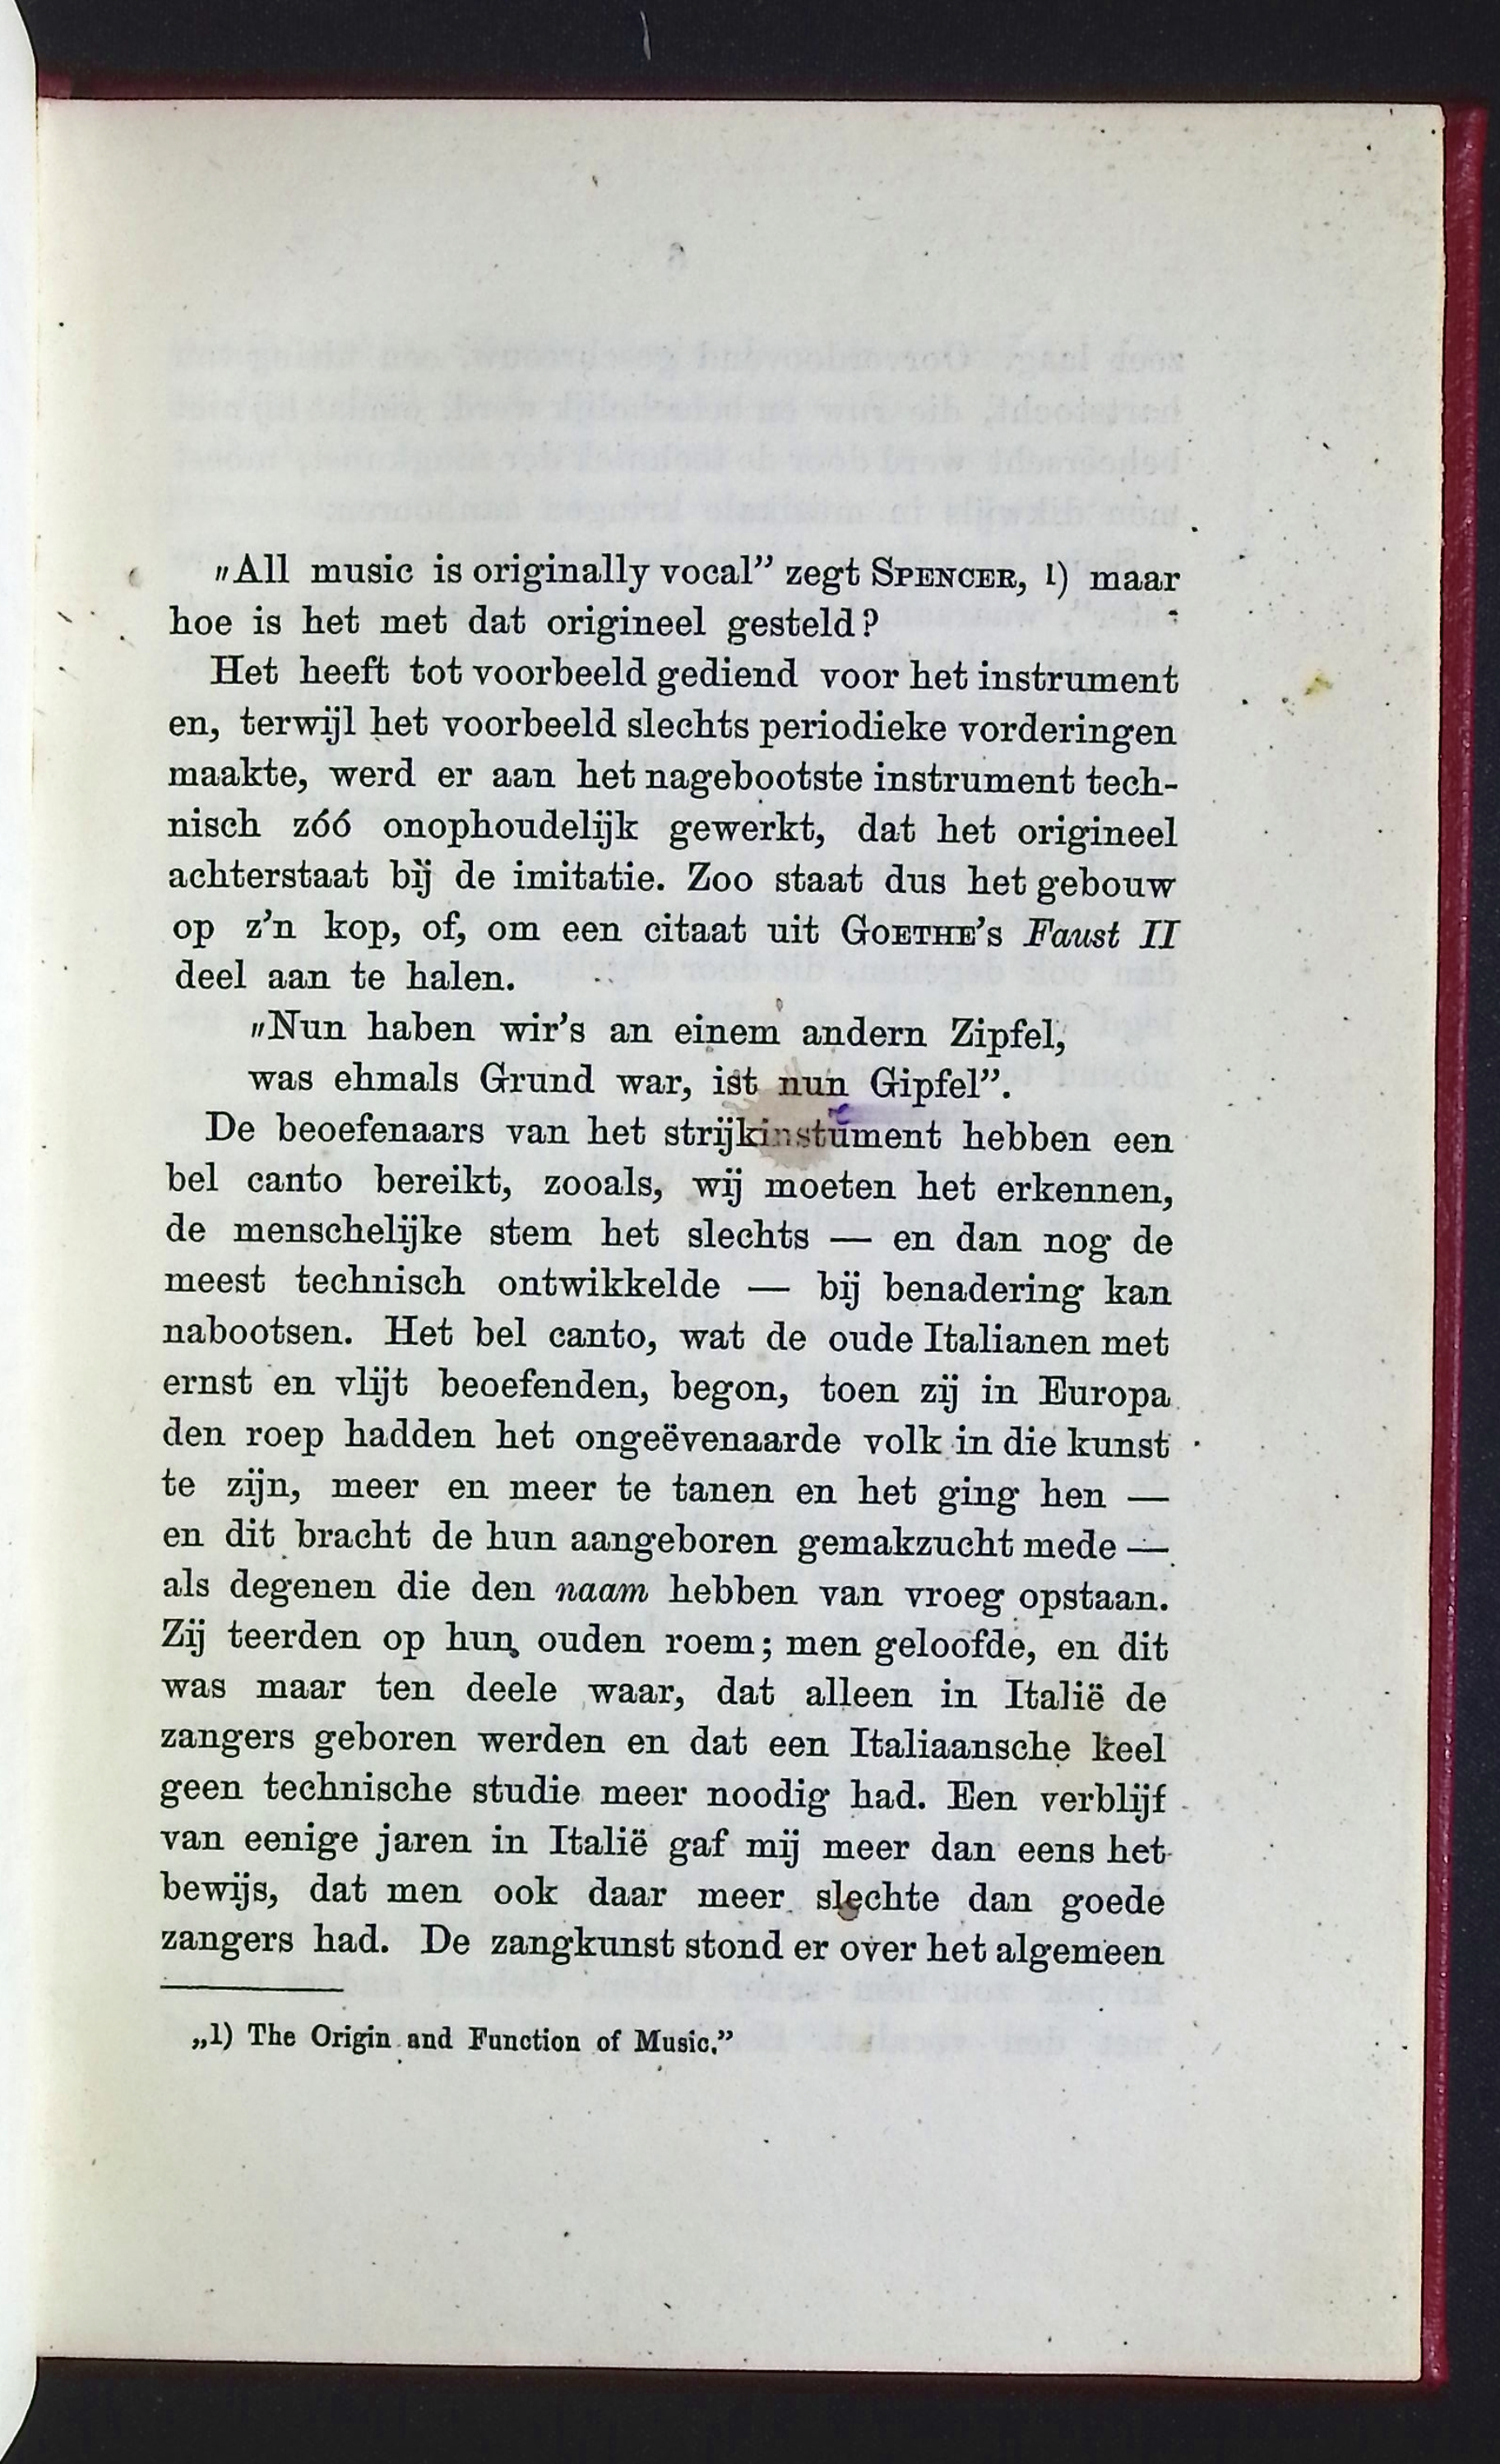 „All music is originally vocal” zegt Spencer, 1) maar
hoe is het met dat origineel gesteld?
Het heeft tot voorbeeld gediend voor het instrument
en, terwijl het voorbeeld slechts periodieke vorderingen
maakte, werd er aan het nagebootste instrument tech-
nisch zóó onophoudelijk gewerkt, dat het origineel
achterstaat bij de imitatie. Zoo staat dus het gebouw
op z’n kop, of, om een citaat uit Goethe’s Faust II
deel aan te halen.
„Nun haben wir’s an einem andern Zipfel,
was ehmals Grund war, ist nun Gipfel”.
De beoefenaars van het strijkinstument hebben een
bel canto bereikt, zooals, wij moeten het erkennen,
de menschelijke stem het slechts — en dan nog de
meest technisch ontwikkelde — bij benadering kan
nabootsen. Het bel canto, wat de oude Italianen met
ernst en vlijt beoefenden, begon, toen zij in Europa
den roep hadden het ongeëvenaarde volk in die kunst
te zijn, meer en meer te tanen en het ging hen —
en dit bracht de hun aangeboren gemakzucht mede —
als degenen die den naam hebben van vroeg opstaan.
Zij teerden op hun ouden roem; men geloofde, en dit
was maar ten deele waar, dat alleen in Italië de
zangers geboren werden en dat een Italiaansche keel
geen technische studie meer noodig had. Een verblijf
van eenige jaren in Italië gaf mij meer dan eens het
bewijs, dat men ook daar meer slechte dan goede
zangers had. De zangkunst stond er over het algemeen
„1) The Origin and Function of Music.”